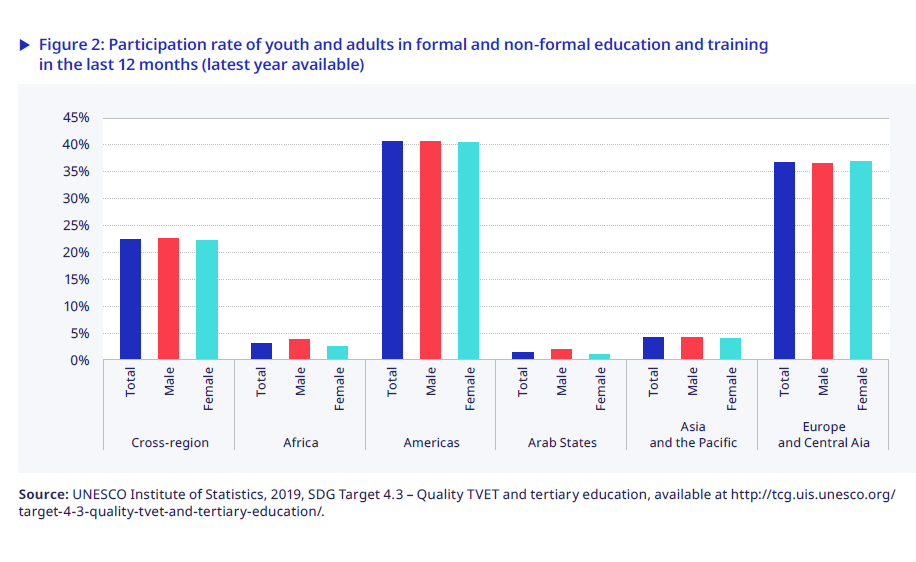 ▶ Figure 2: Participation rate of youth and adults in formal and non-formal education and training
in the last 12 months (latest year available)
45%
40%
35%
30%
25%
20%
15%
10%
5%
0%
Total Male Female Total Male Female Total Male Female Total Male Female Total Male Female Total Male Female
Cross-region Africa Americas Arab States Asia and the Pacific Europe and Central Aia
Source: UNESCO Institute of Statistics, 2019, SDG Target 4.3 – Quality TVET and tertiary education, available at http://tcg.uis.unesco.org/
target-4-3-quality-tvet-and-tertiary-education/.